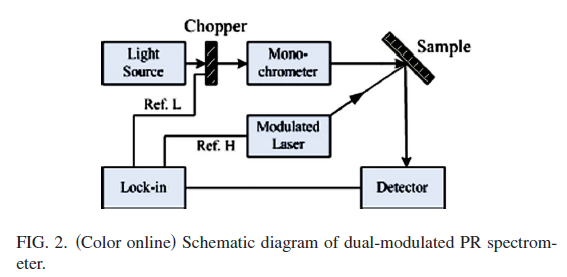 Chopper
Light
Source
Mono-
chrometer
Sample
Ref. L
Modulated
Laser
Ref. H
Lock-in
Detector
FIG. 2. (Color online) Schematic diagram of dual-modulated PR spectrom-
eter.